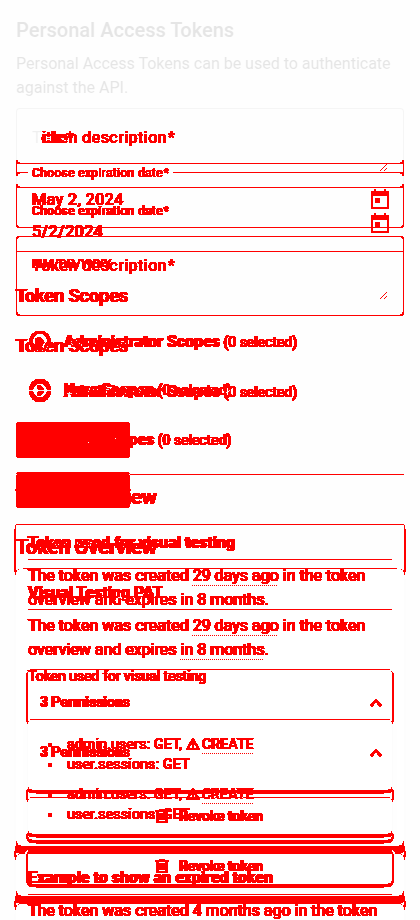 Personal Access Tokens
Personal Access Tokens can be used to authenticate
against the API.
description*
Choose expiration date*
May 2, 2024
Choose expiration date*
5/2/2024
Token description*
Token Scopes
Token Scopes
Administrator Scopes (0 selected)
(0 selected)
(0 selected)
Token used for visual testing
Token Overview
The token was created 29 days ago in the token
overview and expires in 8 months.
Visual Testing PAT
The token was created 29 days ago in the token
overview and expires in 8 months.
Token used for visual testing
3 Permissions
admin.users: GET, ⚠ CREATE
3 Permissions
user.sessions: GET
admin.users: GET, ⚠ CREATE
user.sessions: GET
Revoke token
Revoke token
Example to show an expired token
The token was created 4 months ago in the token